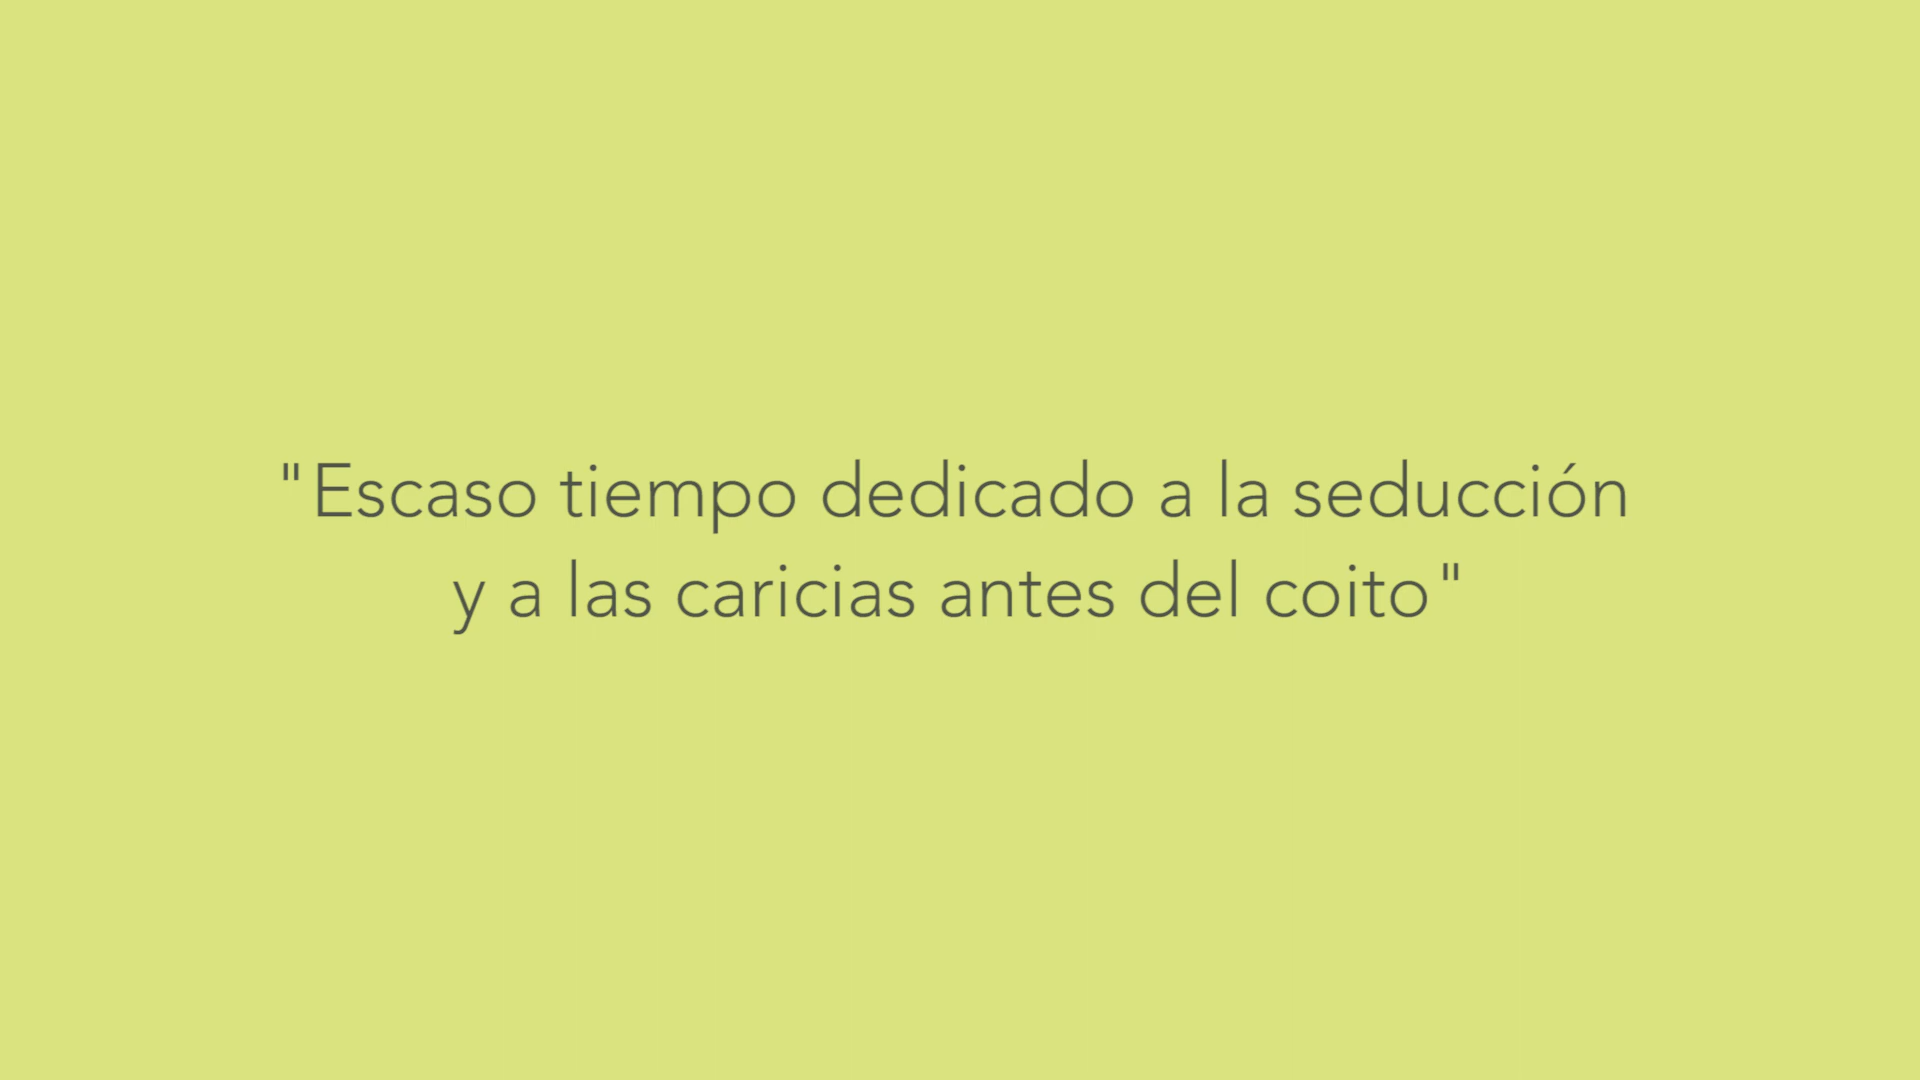 "Escaso tiempo dedicado a la seducción
y a las caricias antes del coito"